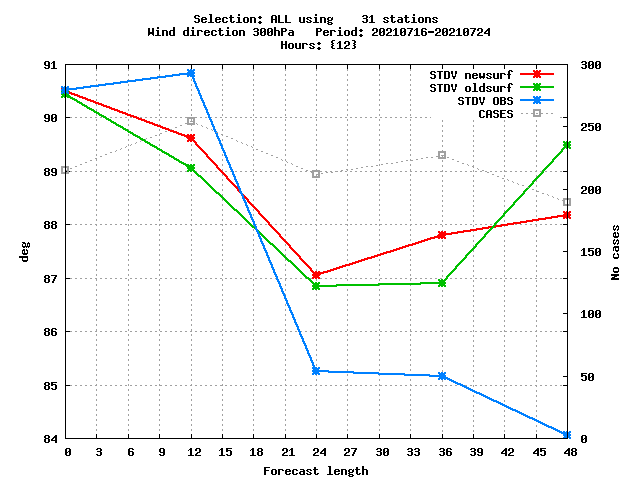 Selection: ALL using    31 stations
Wind direction 300hPa   Period: 20210716-20210724
Hours: {12}
91
90
89
88
87
86
85
84
deg
300
250
200
150
100
50
0
No cases
STDV newsurf
STDV oldsurf
STDV OBS
CASES
0 3 6 9 12 15 18 21 24 27 30 33 36 39 42 45 48
Forecast length